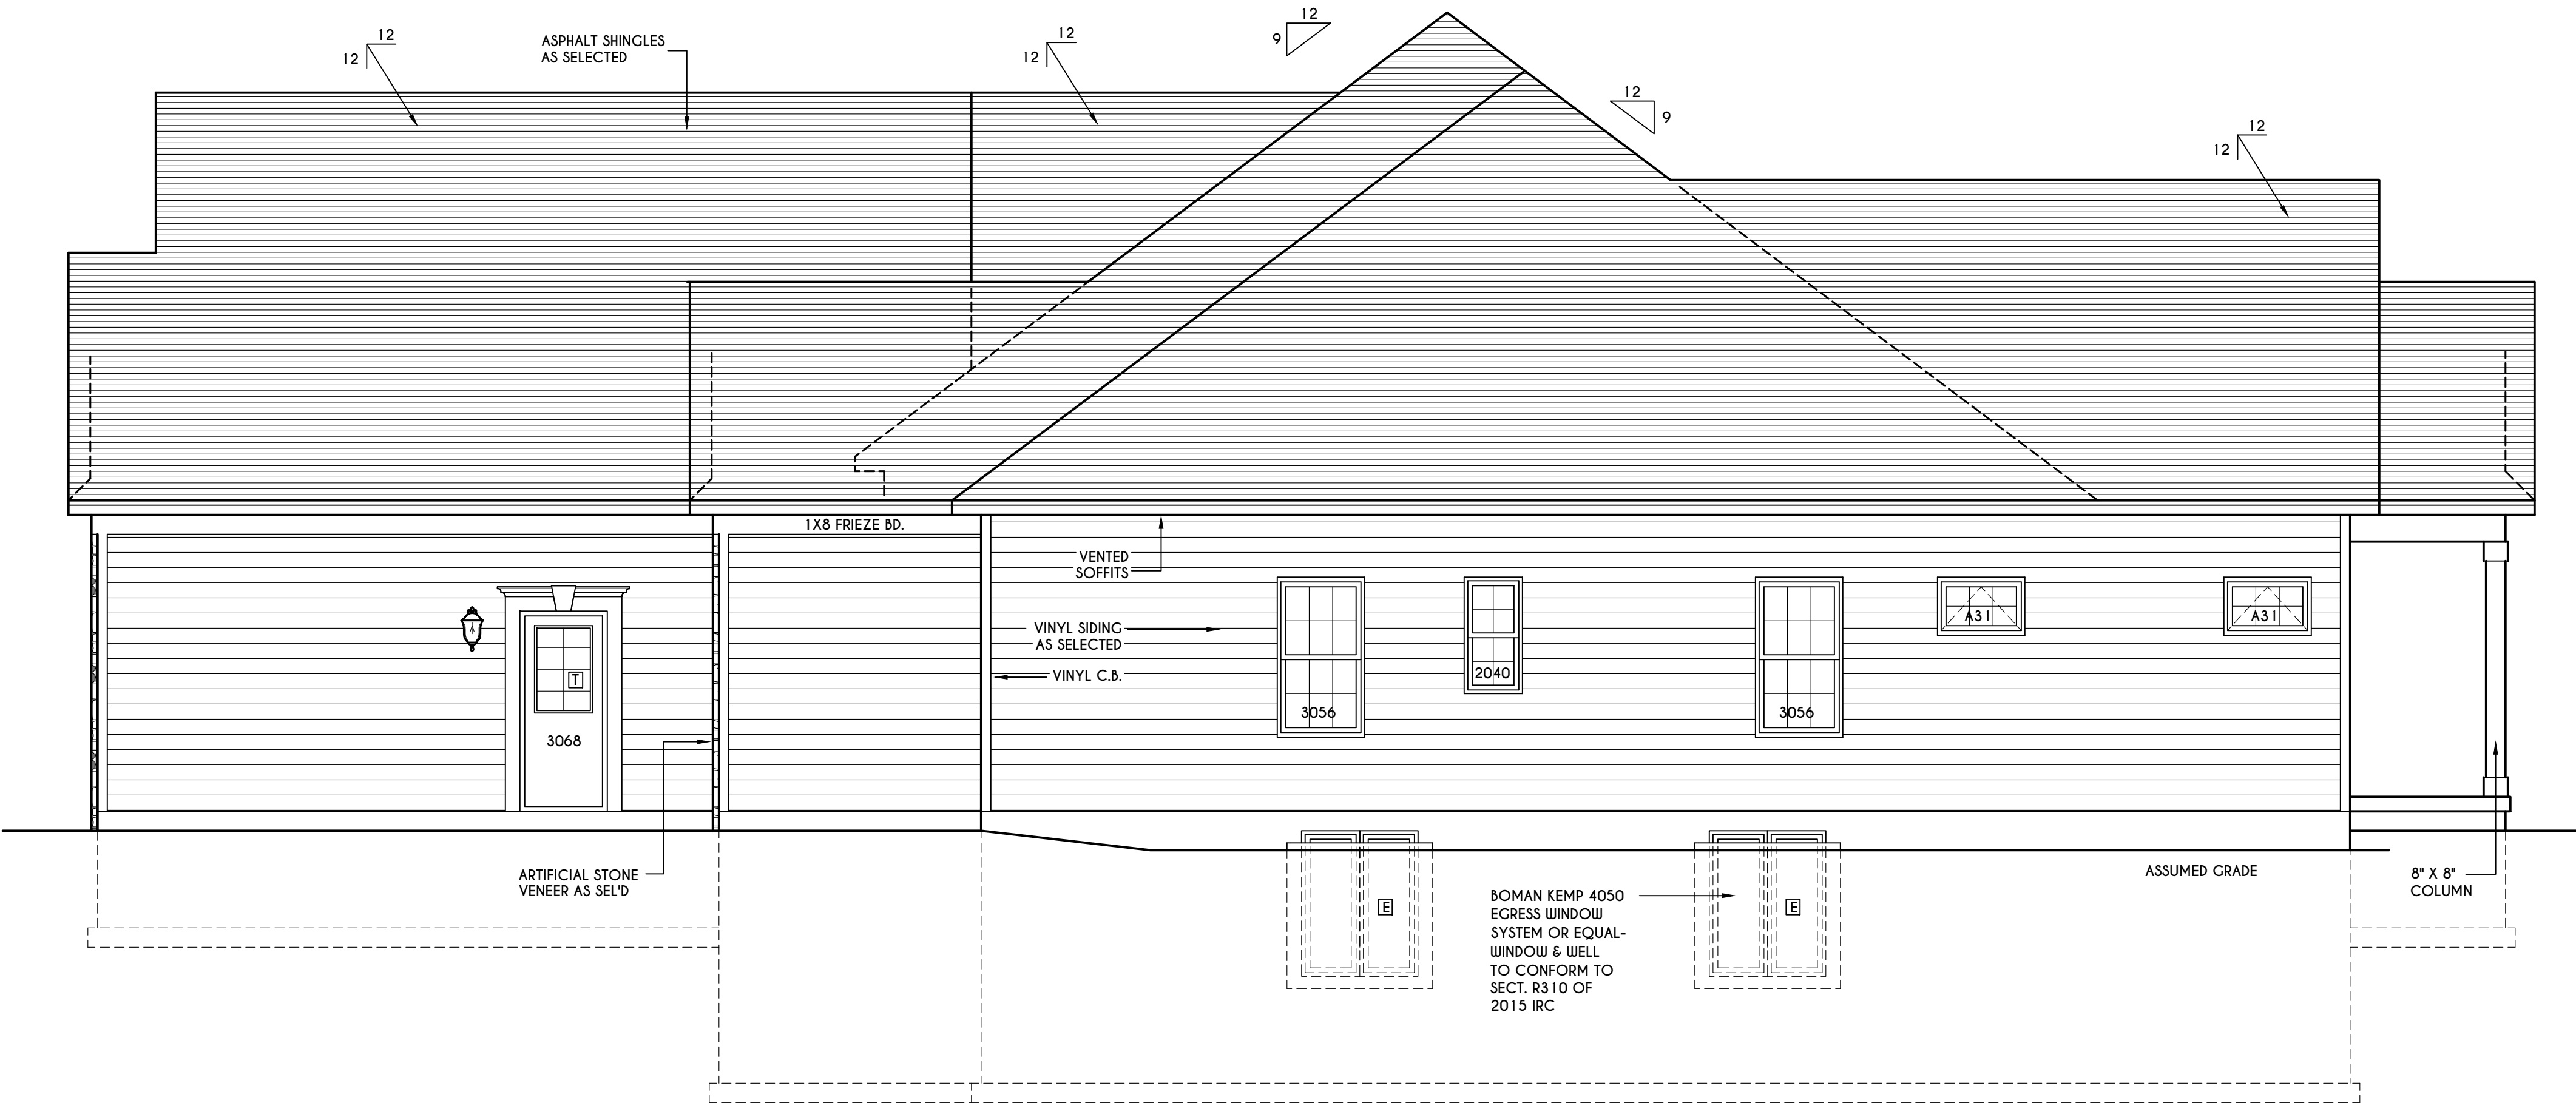 12
12
ASPHALT SHINGLES
AS SELECTED
12
12
12
9
12
9
12
12
1X8 FRIEZE BD.
VENTED
SOFFITS
VINYL SIDING
AS SELECTED
VINYL C.B.
T
3068
3056
2040
3056
A31
A31
ARTIFICIAL STONE
VENEER AS SEL'D
E
BOMAN KEMP 4050
EGRESS WINDOW
SYSTEM OR EQUAL-
WINDOW & WELL
TO CONFORM TO
SECT. R310 OF
2015 IRC
E
ASSUMED GRADE
8" X 8"
COLUMN